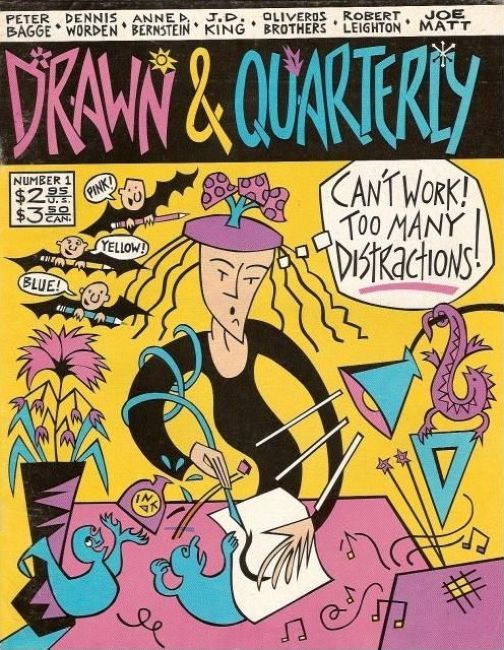 PETER BAGGE • DENNIS WORDEN • ANNE D. BERNSTEIN • J.D. KING • OLIVEROS BROTHERS • ROBERT LEIGHTON • JOE MATT
DRAWN & QUARTERLY
NUMBER 1
$2.95 U.S.
$3.50 CAN.
PINK!
YELLOW!
BLUE!
CAN'T WORK!
TOO MANY
DISTRACTIONS!
INK